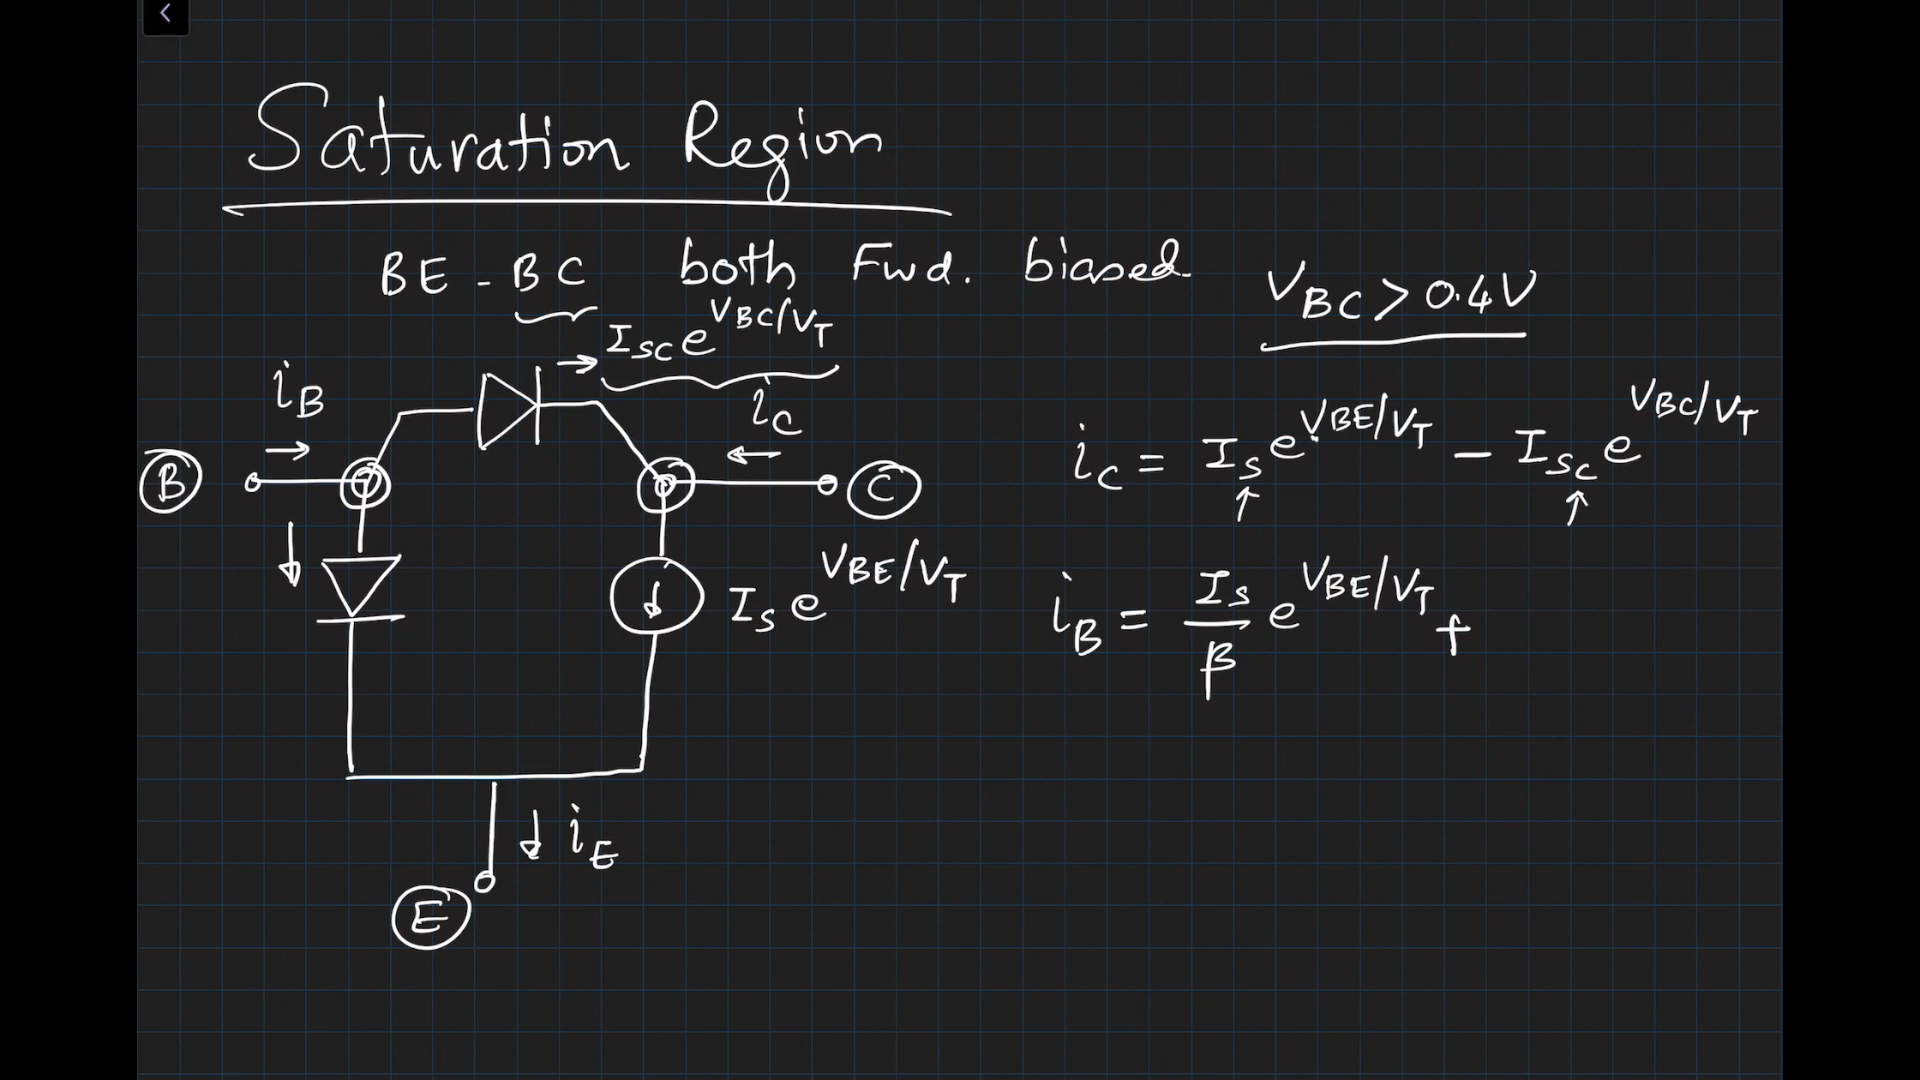 Saturation Region
BE - BC both Fwd. biased
V_BC > 0.4V
I_SC e^{V_BC/V_T}
i_B
i_C
B
C
i_C = I_S e^{V_BE/V_T} − I_SC e^{V_BC/V_T}
I_S e^{V_BE/V_T}
i_B = I_S/β e^{V_BE/V_T} +
i_E
E